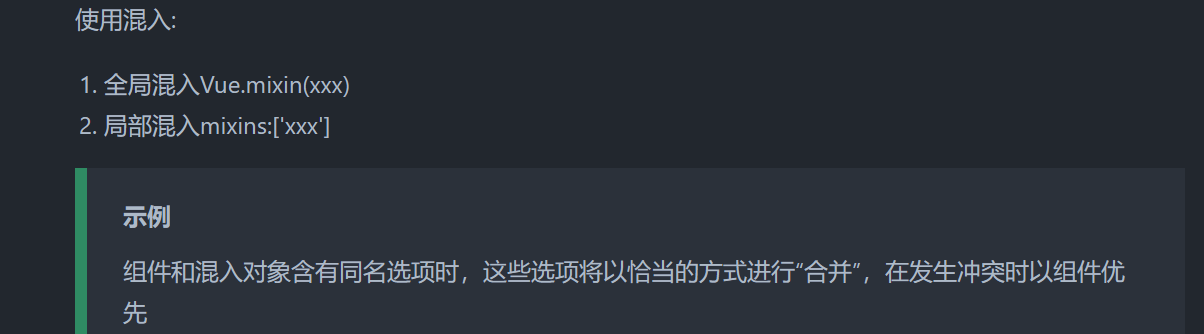 使用混入:
1. 全局混入Vue.mixin(xxx)
2. 局部混入mixins:['xxx']
示例
组件和混入对象含有同名选项时，这些选项将以恰当的方式进行“合并”，在发生冲突时以组件优
先